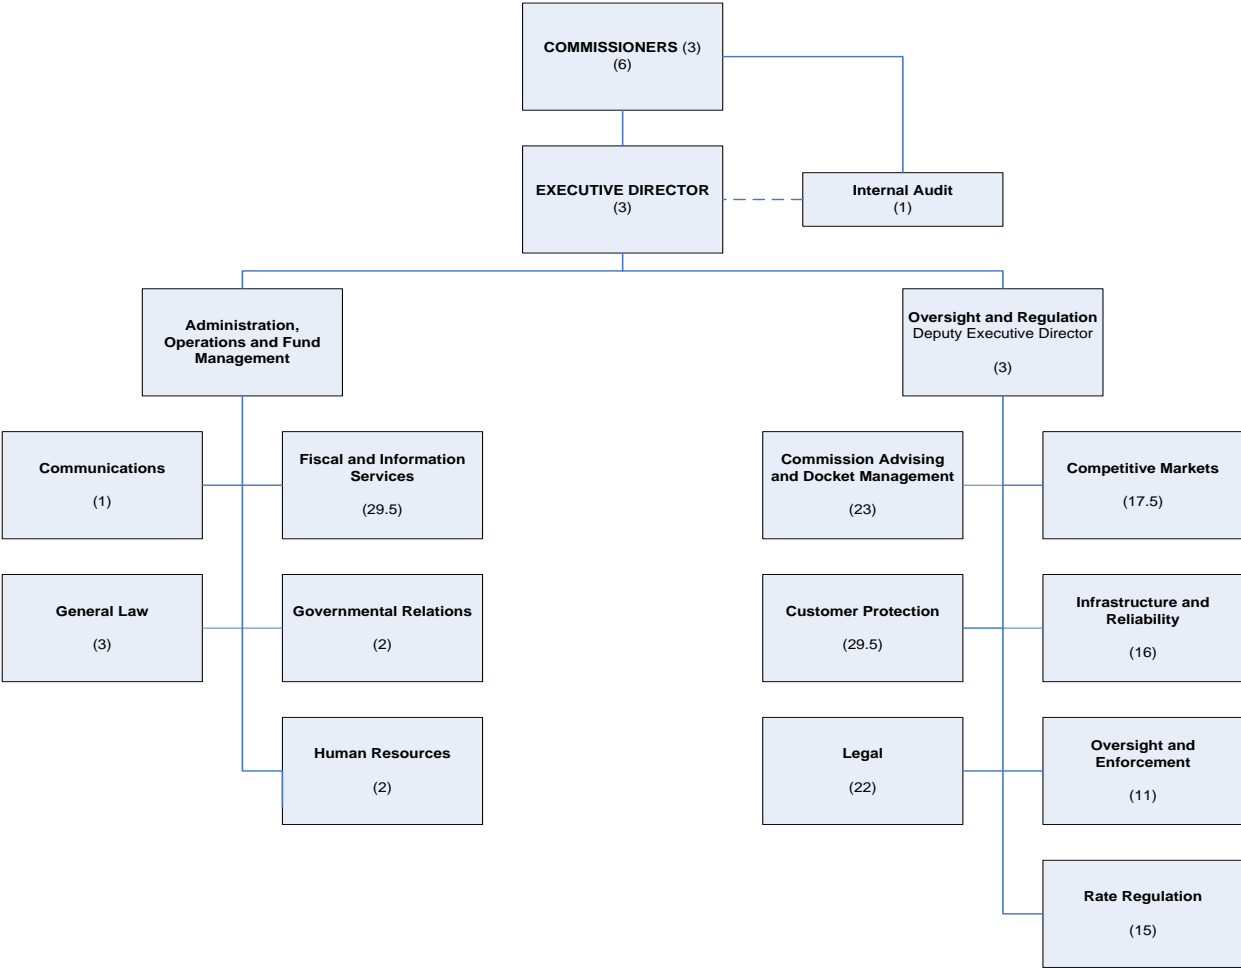 COMMISSIONERS (3)
(6)
EXECUTIVE DIRECTOR
(3)
Internal Audit
(1)
Administration,
Operations and Fund
Management
Oversight and Regulation
Deputy Executive Director
(3)
Communications
(1)
Fiscal and Information
Services
(29.5)
Commission Advising
and Docket Management
(23)
Competitive Markets
(17.5)
General Law
(3)
Governmental Relations
(2)
Customer Protection
(29.5)
Infrastructure and
Reliability
(16)
Human Resources
(2)
Legal
(22)
Oversight and
Enforcement
(11)
Rate Regulation
(15)